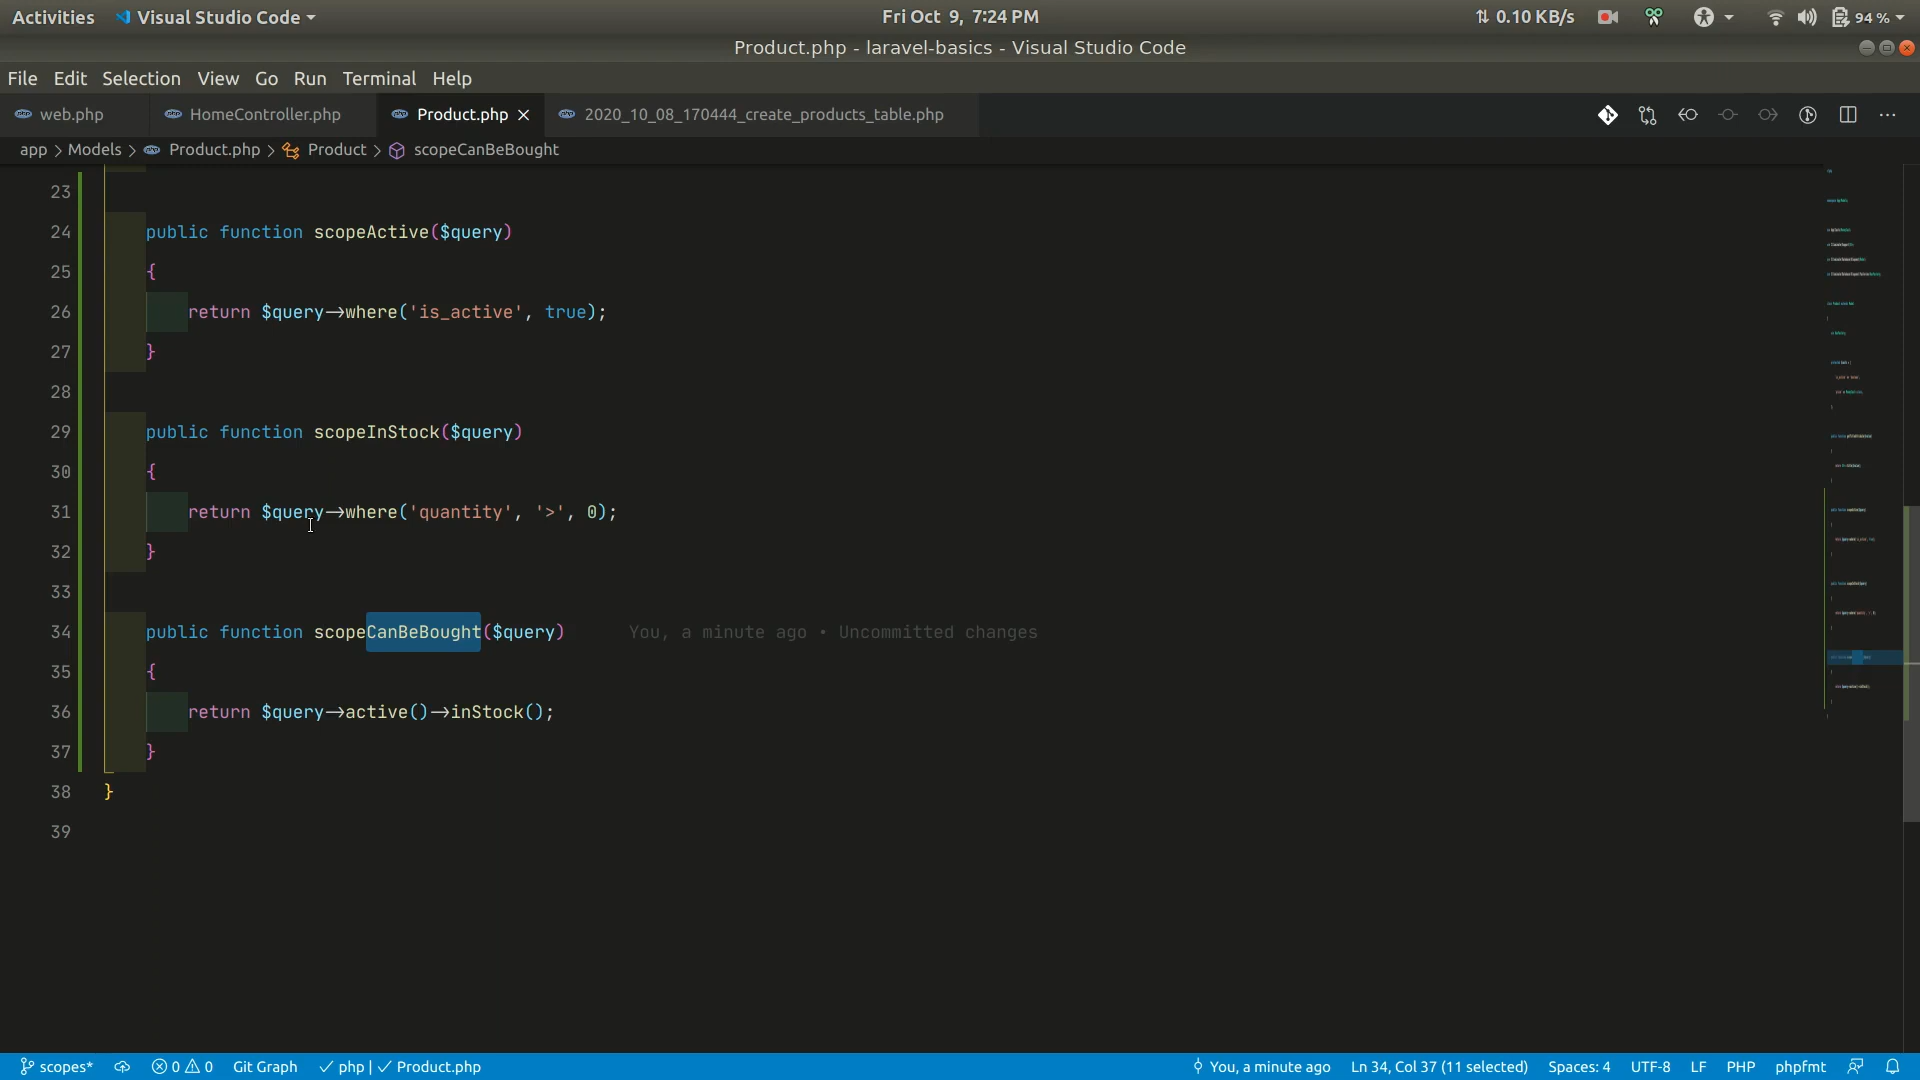 Activities Visual Studio Code Fri Oct 9, 7:24 PM 0.10 KB/s 94 %
Product.php - laravel-basics - Visual Studio Code
File Edit Selection View Go Run Terminal Help
web.php HomeController.php Product.php 2020_10_08_170444_create_products_table.php
app > Models > Product.php > Product > scopeCanBeBought
23
24 public function scopeActive($query)
25 {
26 return $query->where('is_active', true);
27 }
28
29 public function scopeInStock($query)
30 {
31 return $query->where('quantity', '>', 0);
32 }
33
34 public function scopeCanBeBought($query) You, a minute ago • Uncommitted changes
35 {
36 return $query->active()->inStock();
37 }
38 }
39
scopes* 0 0 Git Graph ✓ php | ✓ Product.php You, a minute ago Ln 34, Col 37 (11 selected) Spaces: 4 UTF-8 LF PHP phpfmt